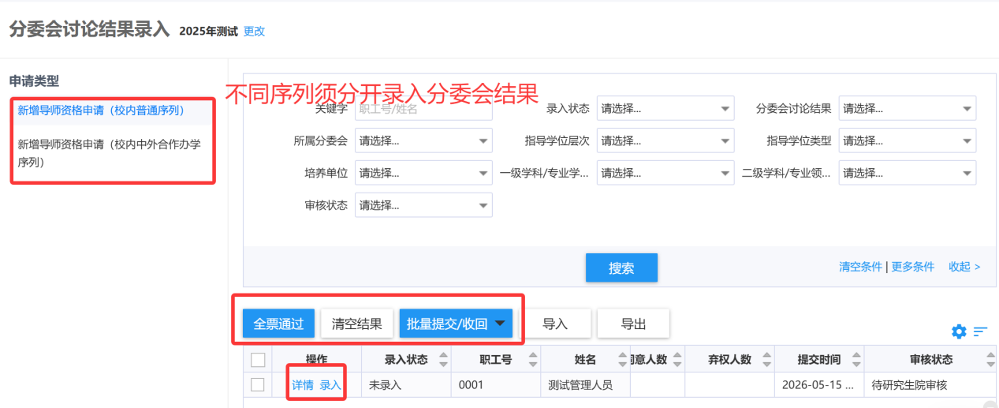 分委会讨论结果录入 2025年测试 更改
申请类型
新增导师资格申请（校内普通序列）
新增导师资格申请（校内中外合作办学
序列）
不同序列须分开录入分委会结果
关键字 职工号/姓名 录入状态 请选择... 分委会讨论结果 请选择...
所属分委会 请选择... 指导学位层次 请选择... 指导学位类型 请选择...
培养单位 请选择... 一级学科/专业学... 请选择... 二级学科/专业领... 请选择...
审核状态 请选择...
搜索 清空条件 | 更多条件 收起 >
全票通过 清空结果 批量提交/收回 导入 导出
操作 录入状态 职工号 姓名 意人数 弃权人数 提交时间 审核状态
详情 录入 未录入 0001 测试管理人员 2026-05-15 ... 待研究生院审核